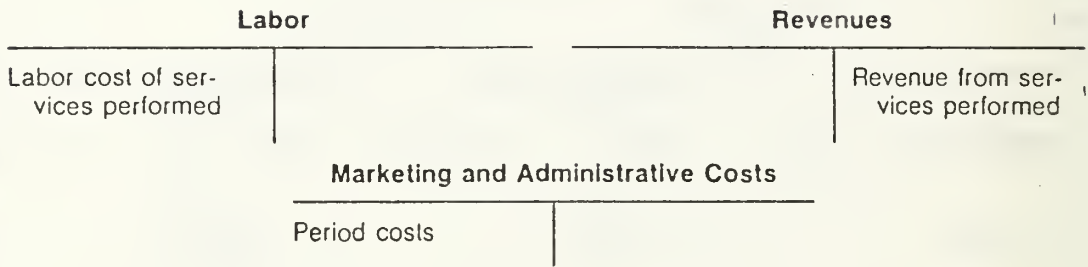 Labor
Revenues
Labor cost of ser-
vices performed
Revenue from ser-
vices performed
Marketing and Administrative Costs
Period costs